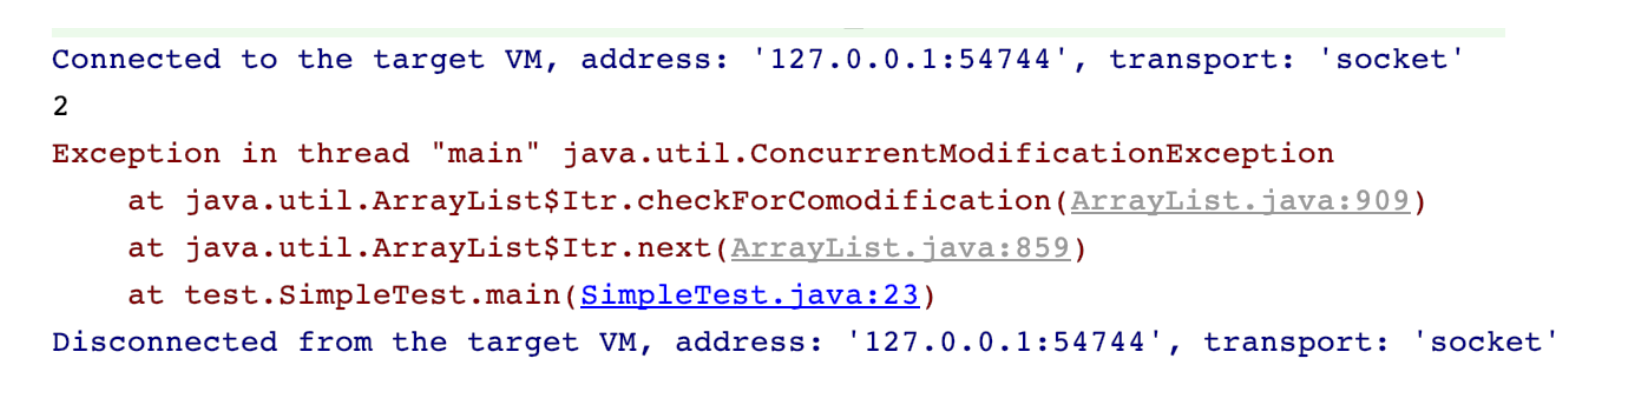 Connected to the target VM, address: '127.0.0.1:54744', transport: 'socket'
2
Exception in thread "main" java.util.ConcurrentModificationException
    at java.util.ArrayList$Itr.checkForComodification(ArrayList.java:909)
    at java.util.ArrayList$Itr.next(ArrayList.java:859)
    at test.SimpleTest.main(SimpleTest.java:23)
Disconnected from the target VM, address: '127.0.0.1:54744', transport: 'socket'